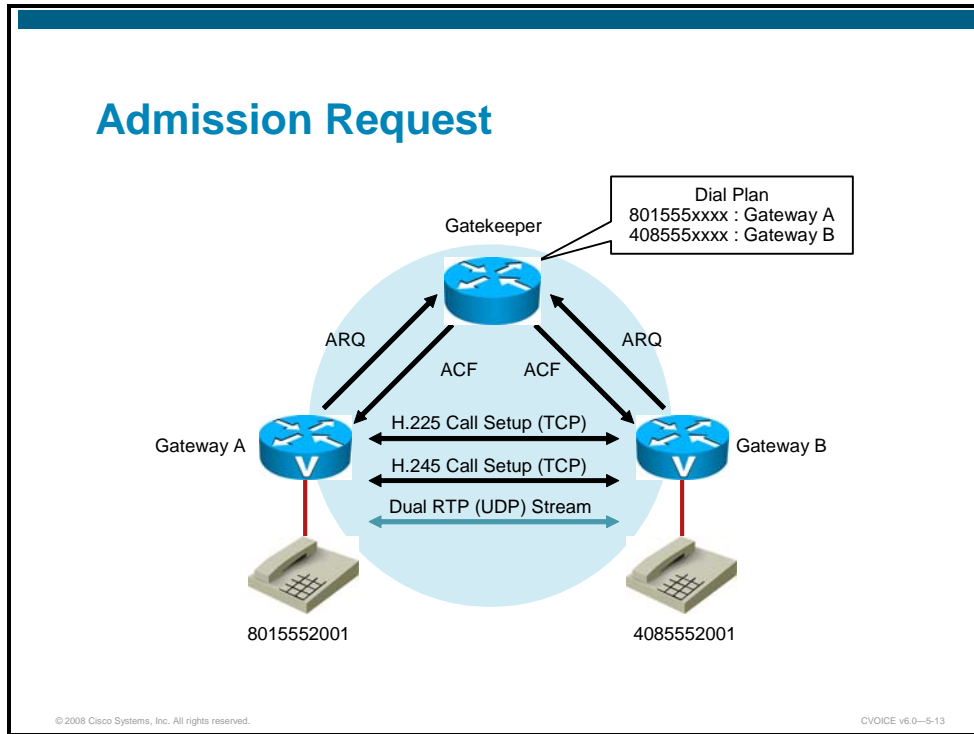 Admission Request
Dial Plan
801555xxxx : Gateway A
408555xxxx : Gateway B
Gatekeeper
ARQ
ARQ
ACF
ACF
H.225 Call Setup (TCP)
Gateway A
Gateway B
V
V
H.245 Call Setup (TCP)
Dual RTP (UDP) Stream
8015552001
4085552001
© 2008 Cisco Systems, Inc. All rights reserved.
CVOICE v6.0—5-13